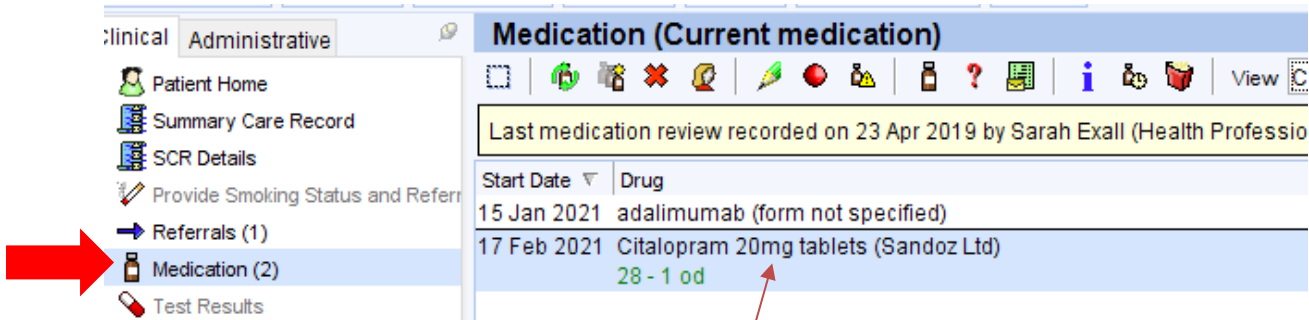 Clinical Administrative
Patient Home
Summary Care Record
SCR Details
Provide Smoking Status and Referr
Referrals (1)
Medication (2)
Test Results
Medication (Current medication)
View
Last medication review recorded on 23 Apr 2019 by Sarah Exall (Health Professio
Start Date Drug
15 Jan 2021 adalimumab (form not specified)
17 Feb 2021 Citalopram 20mg tablets (Sandoz Ltd)
28 - 1 od